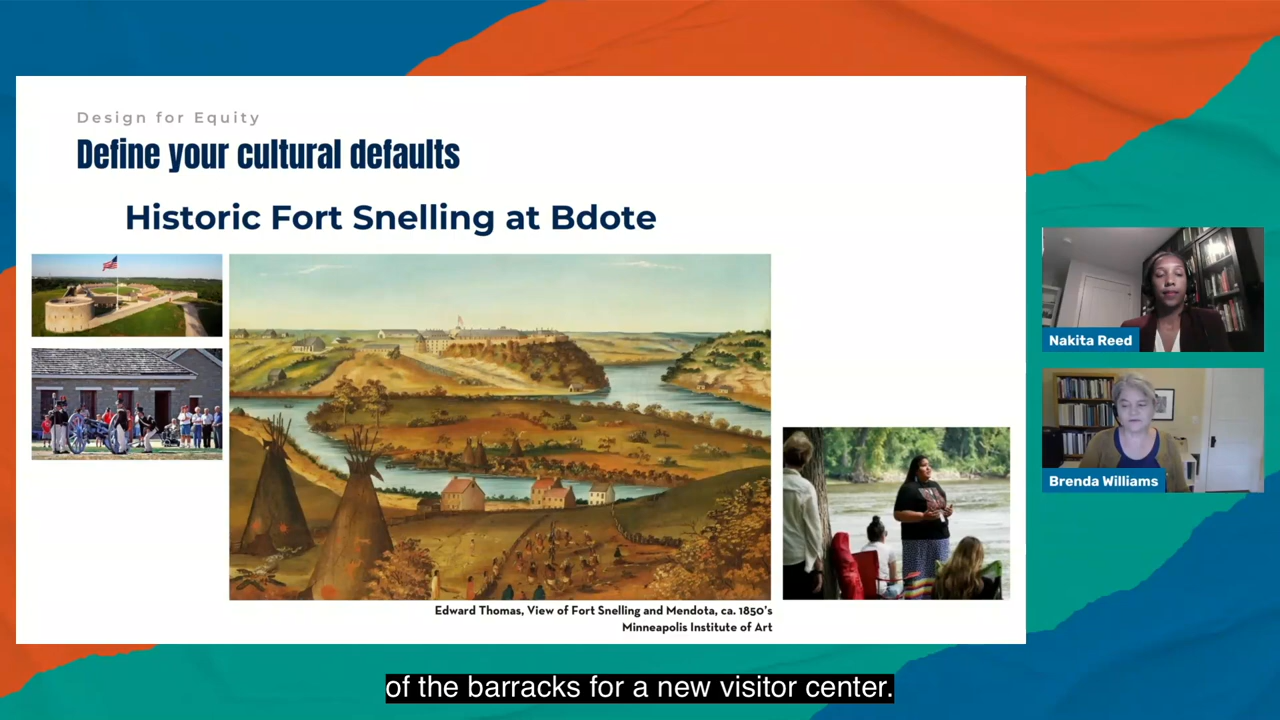 Design for Equity
Define your cultural defaults
Historic Fort Snelling at Bdote
Edward Thomas, View of Fort Snelling and Mendota, ca. 1850's
Minneapolis Institute of Art
Nakita Reed
Brenda Williams
of the barracks for a new visitor center.